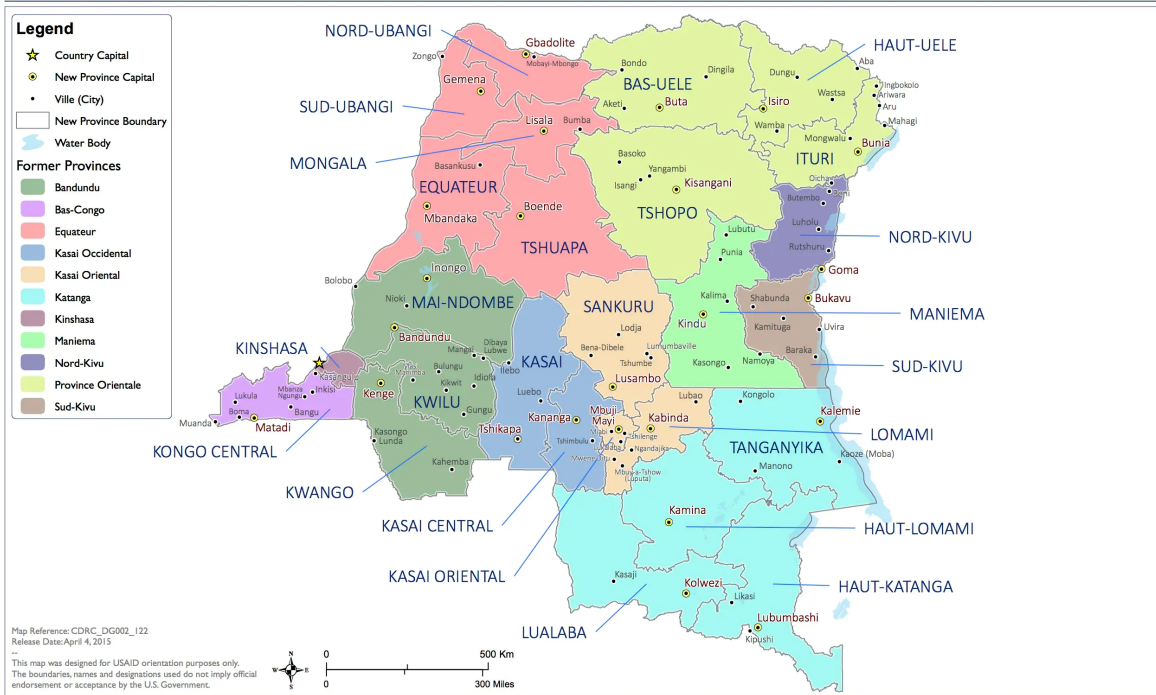 Legend
Country Capital
New Province Capital
Ville (City)
New Province Boundary
Water Body
Former Provinces
Bandundu
Bas-Congo
Equateur
Kasai Occidental
Kasai Oriental
Katanga
Kinshasa
Maniema
Nord-Kivu
Province Orientale
Sud-Kivu
NORD-UBANGI
Gbadolite
Mobayi-Mbongo
Zongo
Gemena
SUD-UBANGI
Lisala
Bumba
MONGALA
Basankusu
EQUATEUR
Mbandaka
Boende
TSHUAPA
Bondo
Dingila
BAS-UELE
Aketi
Buta
HAUT-UELE
Aba
Dungu
Watsa
Isiro
Wamba
Mongwalu
Ingbokolo
Ariwara
Aru
Mahagi
Bunia
ITURI
Basoko
Yangambi
Isangi
Kisangani
TSHOPO
Oicha
Beni
Butembo
Luholu
Rutshuru
NORD-KIVU
Goma
Lubutu
Punia
Kalima
Kindu
Kasongo
Namoya
MANIEMA
Shabunda
Bukavu
Kamituga
Uvira
Baraka
SUD-KIVU
Bolobo
Inongo
Nioki
MAI-NDOMBE
Bandundu
Mangai
Dibaya
Lubwe
Ilebo
Mas
Manimba
Bulungu
Kikwit
Idiofa
KWILU
Gungu
Kenge
Kasongo
Lunda
Kahemba
KWANGO
KINSHASA
Kasangulu
Inkisi
Mbanza
Ngungu
Lukula
Boma
Bangu
Muanda
Matadi
KONGO CENTRAL
KASAI
Luebo
Tshikapa
SANKURU
Lodja
Bena-Dibele
Lumumbaville
Tshumbe
Lusambo
Kananga
Tshimbulu
KASAI CENTRAL
Mbuji
Mayi
Miabi
Tshilenge
Ngandajika
Mwene-Ditu
Mbuy-a-Tshow
(Luputa)
KASAI ORIENTAL
Kabinda
Lubao
LOMAMI
Kongolo
Kalemie
TANGANYIKA
Kaoze (Moba)
Manono
Kamina
HAUT-LOMAMI
Kasaji
Kolwezi
LUALABA
HAUT-KATANGA
Likasi
Lubumbashi
Kipushi
Map Reference: CDRC_DG002_122
Release Date: April 4, 2015
--
This map was designed for USAID orientation purposes only.
The boundaries, names and designations used do not imply official
endorsement or acceptance by the U.S. Government.
N
W
E
S
0
500 Km
0
300 Miles